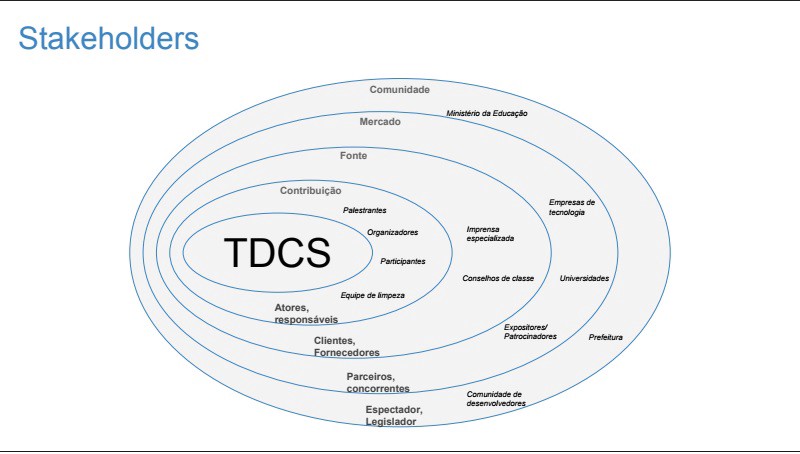 Stakeholders
Comunidade
Ministério da Educação
Mercado
Fonte
Contribuição
Palestrantes
Empresas de
tecnologia
Organizadores
Imprensa
especializada
TDCS
Participantes
Conselhos de classe
Universidades
Equipe de limpeza
Atores,
responsáveis
Expositores/
Patrocinadores
Prefeitura
Clientes,
Fornecedores
Parceiros,
concorrentes
Comunidade de
desenvolvedores
Espectador,
Legislador